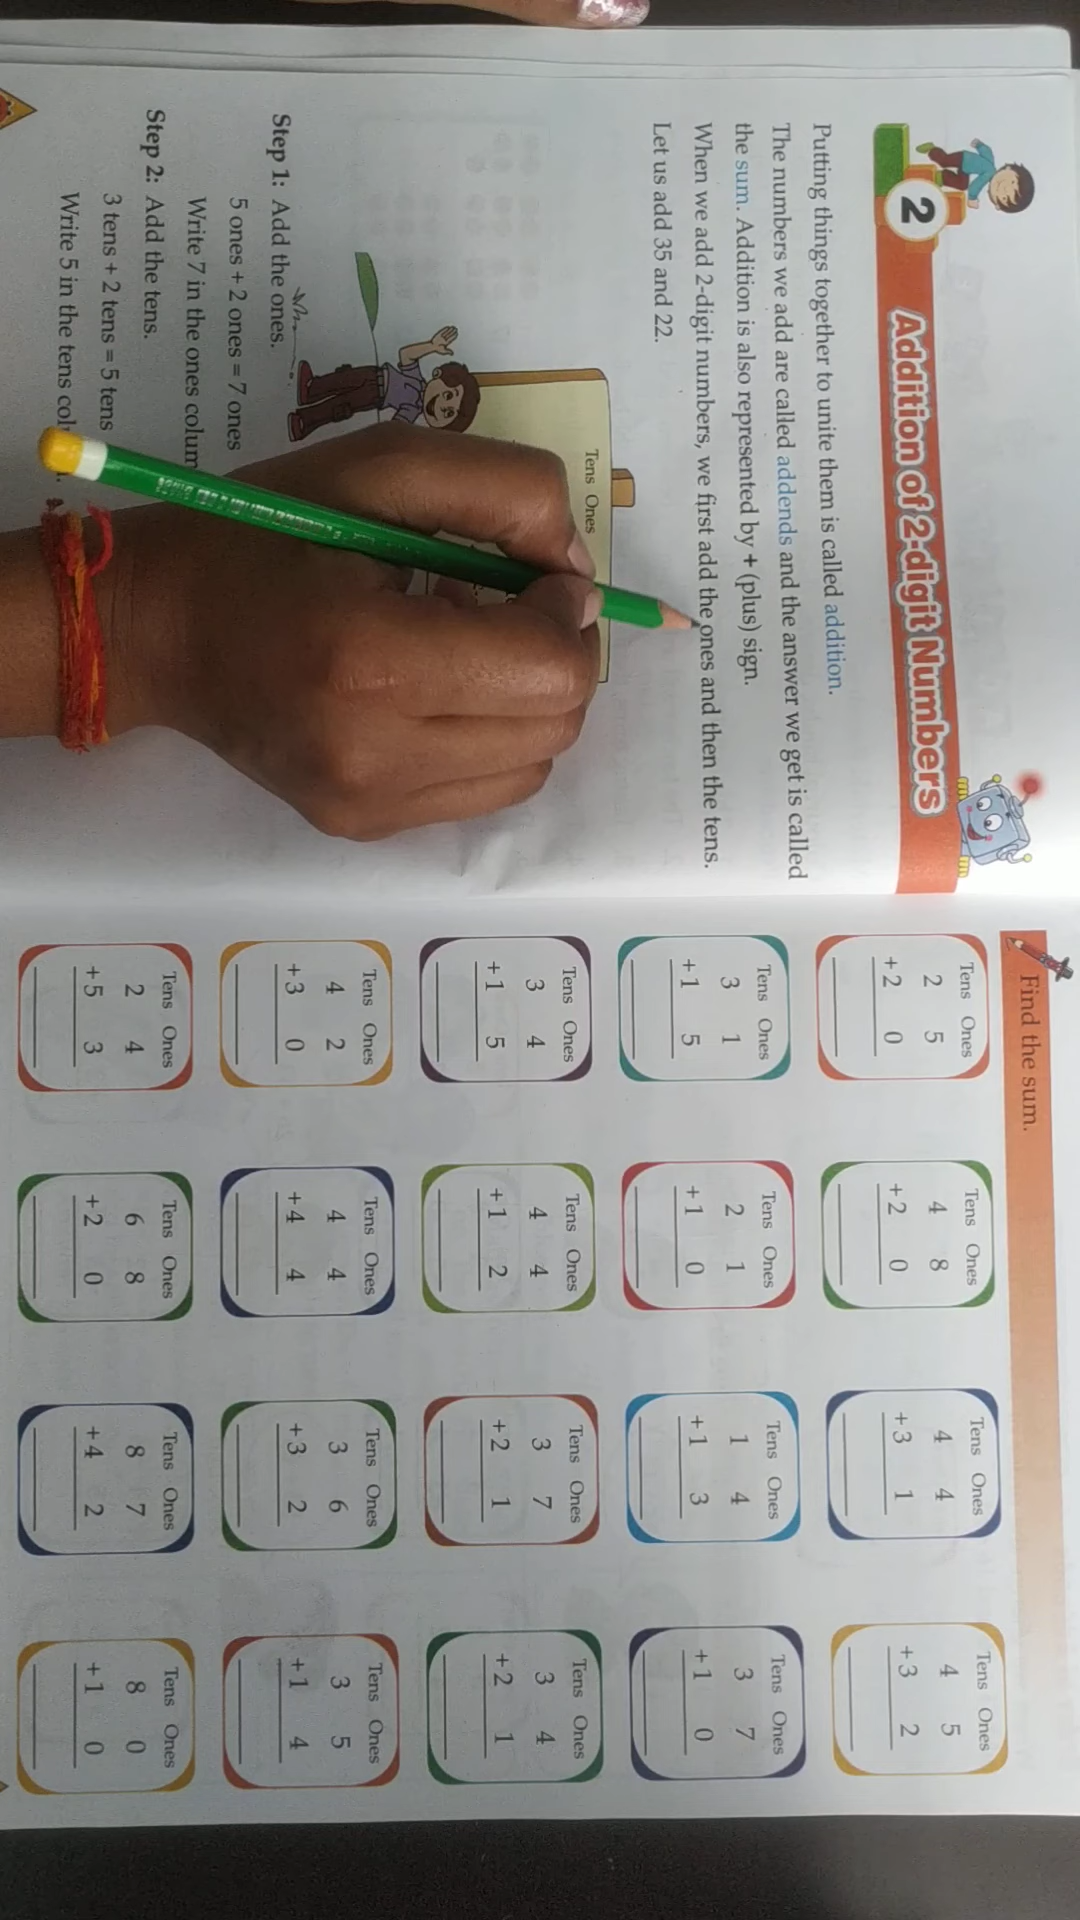 2
Addition of 2-digit Numbers
Putting things together to unite them is called addition.
The numbers we add are called addends and the answer we get is called
the sum. Addition is also represented by + (plus) sign.
When we add 2-digit numbers, we first add the ones and then the tens.
Let us add 35 and 22.
Tens Ones
Step 1: Add the ones.
5 ones + 2 ones = 7 ones
Write 7 in the ones
Step 2: Add the tens.
3 tens + 2 tens = 5 tens
Write 5 in the tens
Find the sum.
Tens Ones Tens Ones Tens Ones Tens Ones
2 5 4 8 4 4 4 5
+2 0 +2 0 +3 1 +3 2
Tens Ones Tens Ones Tens Ones Tens Ones
3 1 2 1 1 4 3 7
+1 5 +1 0 +1 3 +1 0
Tens Ones Tens Ones Tens Ones Tens Ones
3 4 4 4 3 7 3 4
+1 5 +1 2 +2 1 +2 1
Tens Ones Tens Ones Tens Ones Tens Ones
4 2 4 4 3 6 3 5
+3 0 +4 4 +3 2 +1 4
Tens Ones Tens Ones Tens Ones Tens Ones
2 4 6 8 8 7 8 0
+5 3 +2 0 +4 2 +1 0